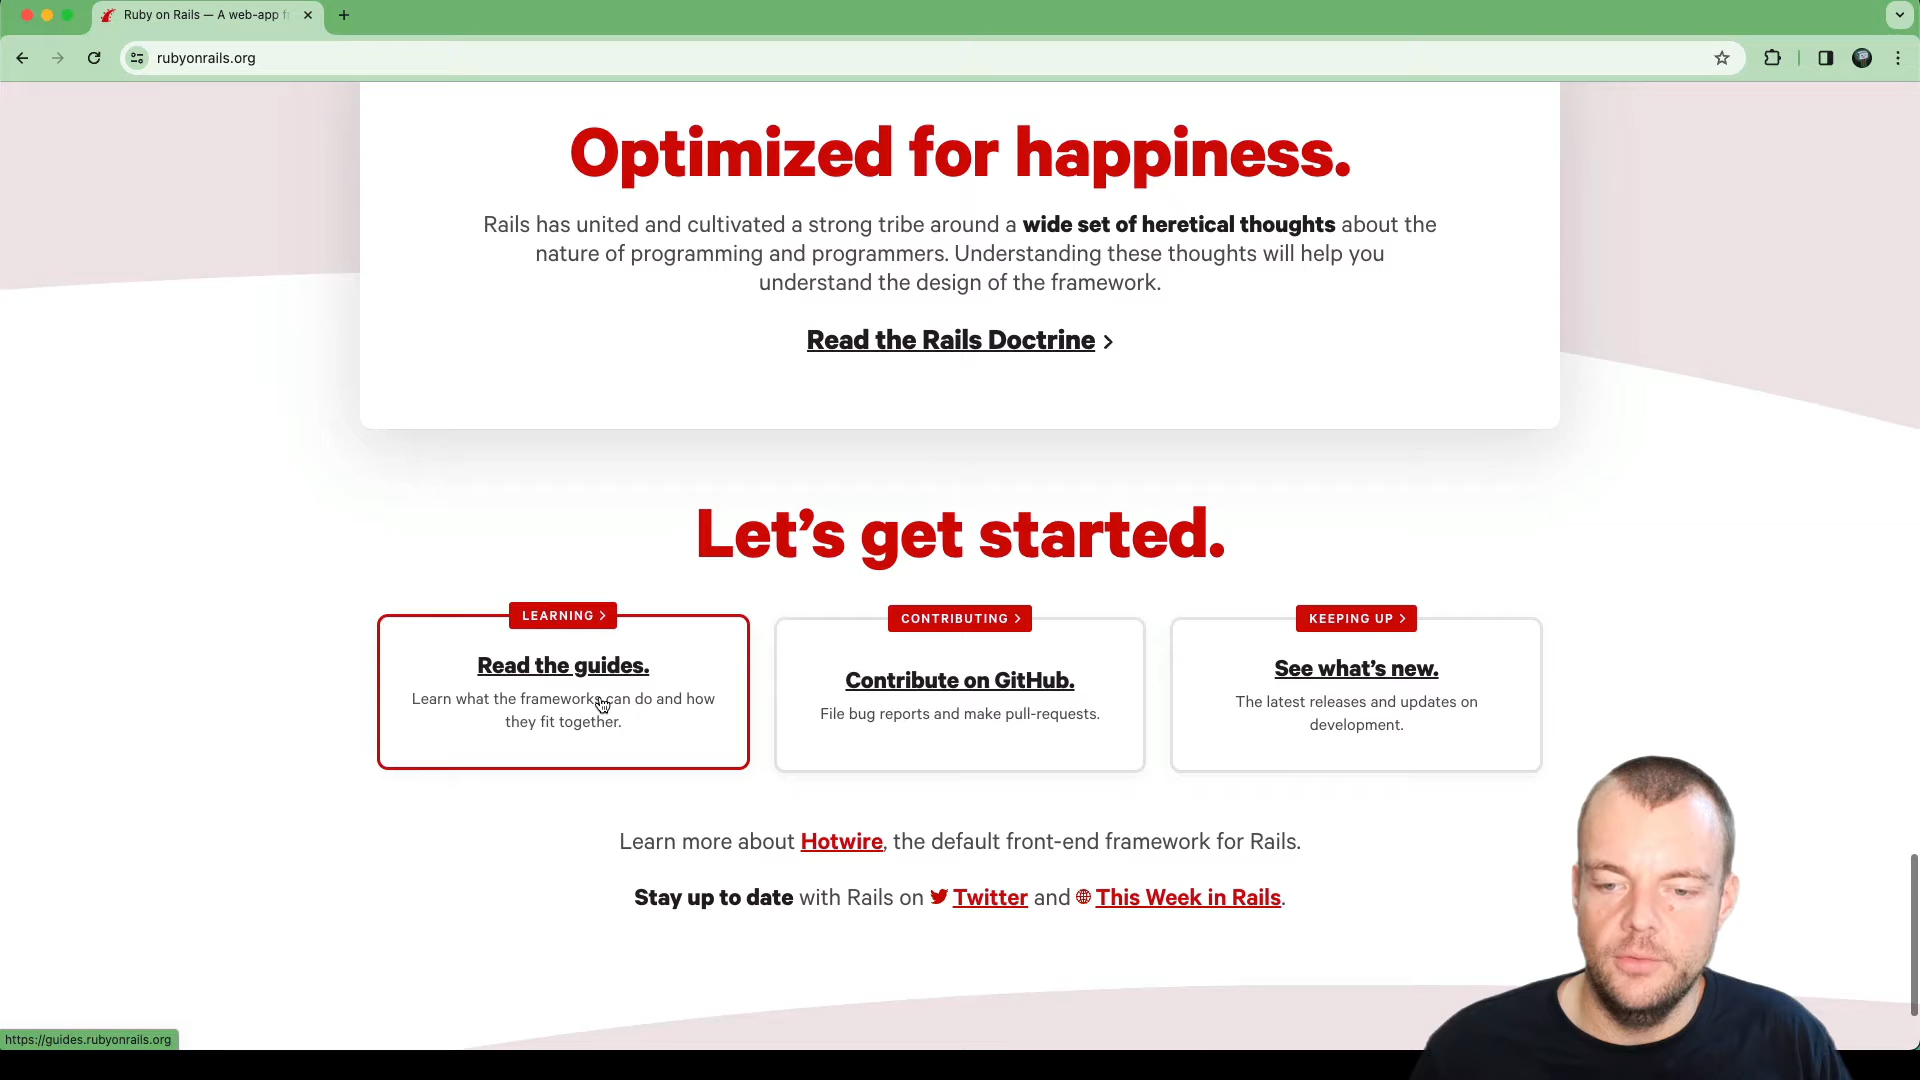 Ruby on Rails — A web-app f
rubyonrails.org
Optimized for happiness.
Rails has united and cultivated a strong tribe around a wide set of heretical thoughts about the
nature of programming and programmers. Understanding these thoughts will help you
understand the design of the framework.
Read the Rails Doctrine >
Let's get started.
LEARNING >
Read the guides.
Learn what the frameworks can do and how
they fit together.
CONTRIBUTING >
Contribute on GitHub.
File bug reports and make pull-requests.
KEEPING UP >
See what's new.
The latest releases and updates on
development.
Learn more about Hotwire, the default front-end framework for Rails.
Stay up to date with Rails on Twitter and This Week in Rails.
https://guides.rubyonrails.org